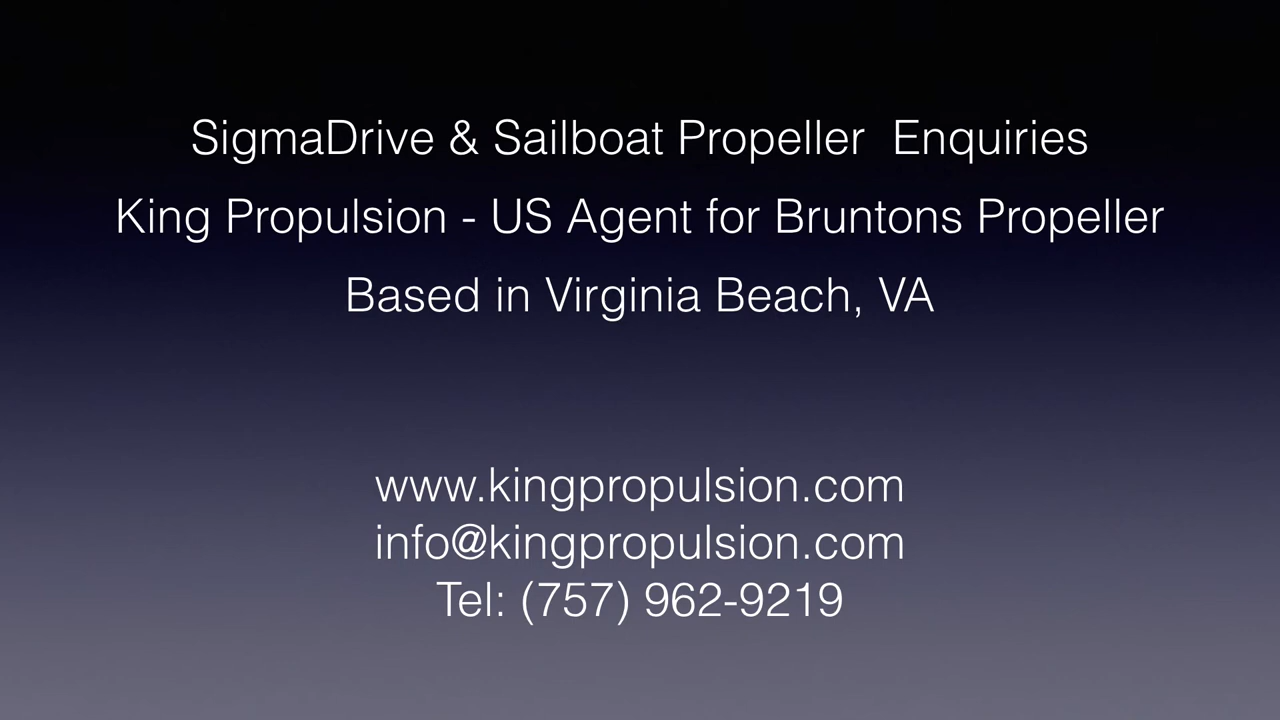 SigmaDrive & Sailboat Propeller  Enquiries
King Propulsion - US Agent for Bruntons Propeller
Based in Virginia Beach, VA
www.kingpropulsion.com
info@kingpropulsion.com
Tel: (757) 962-9219